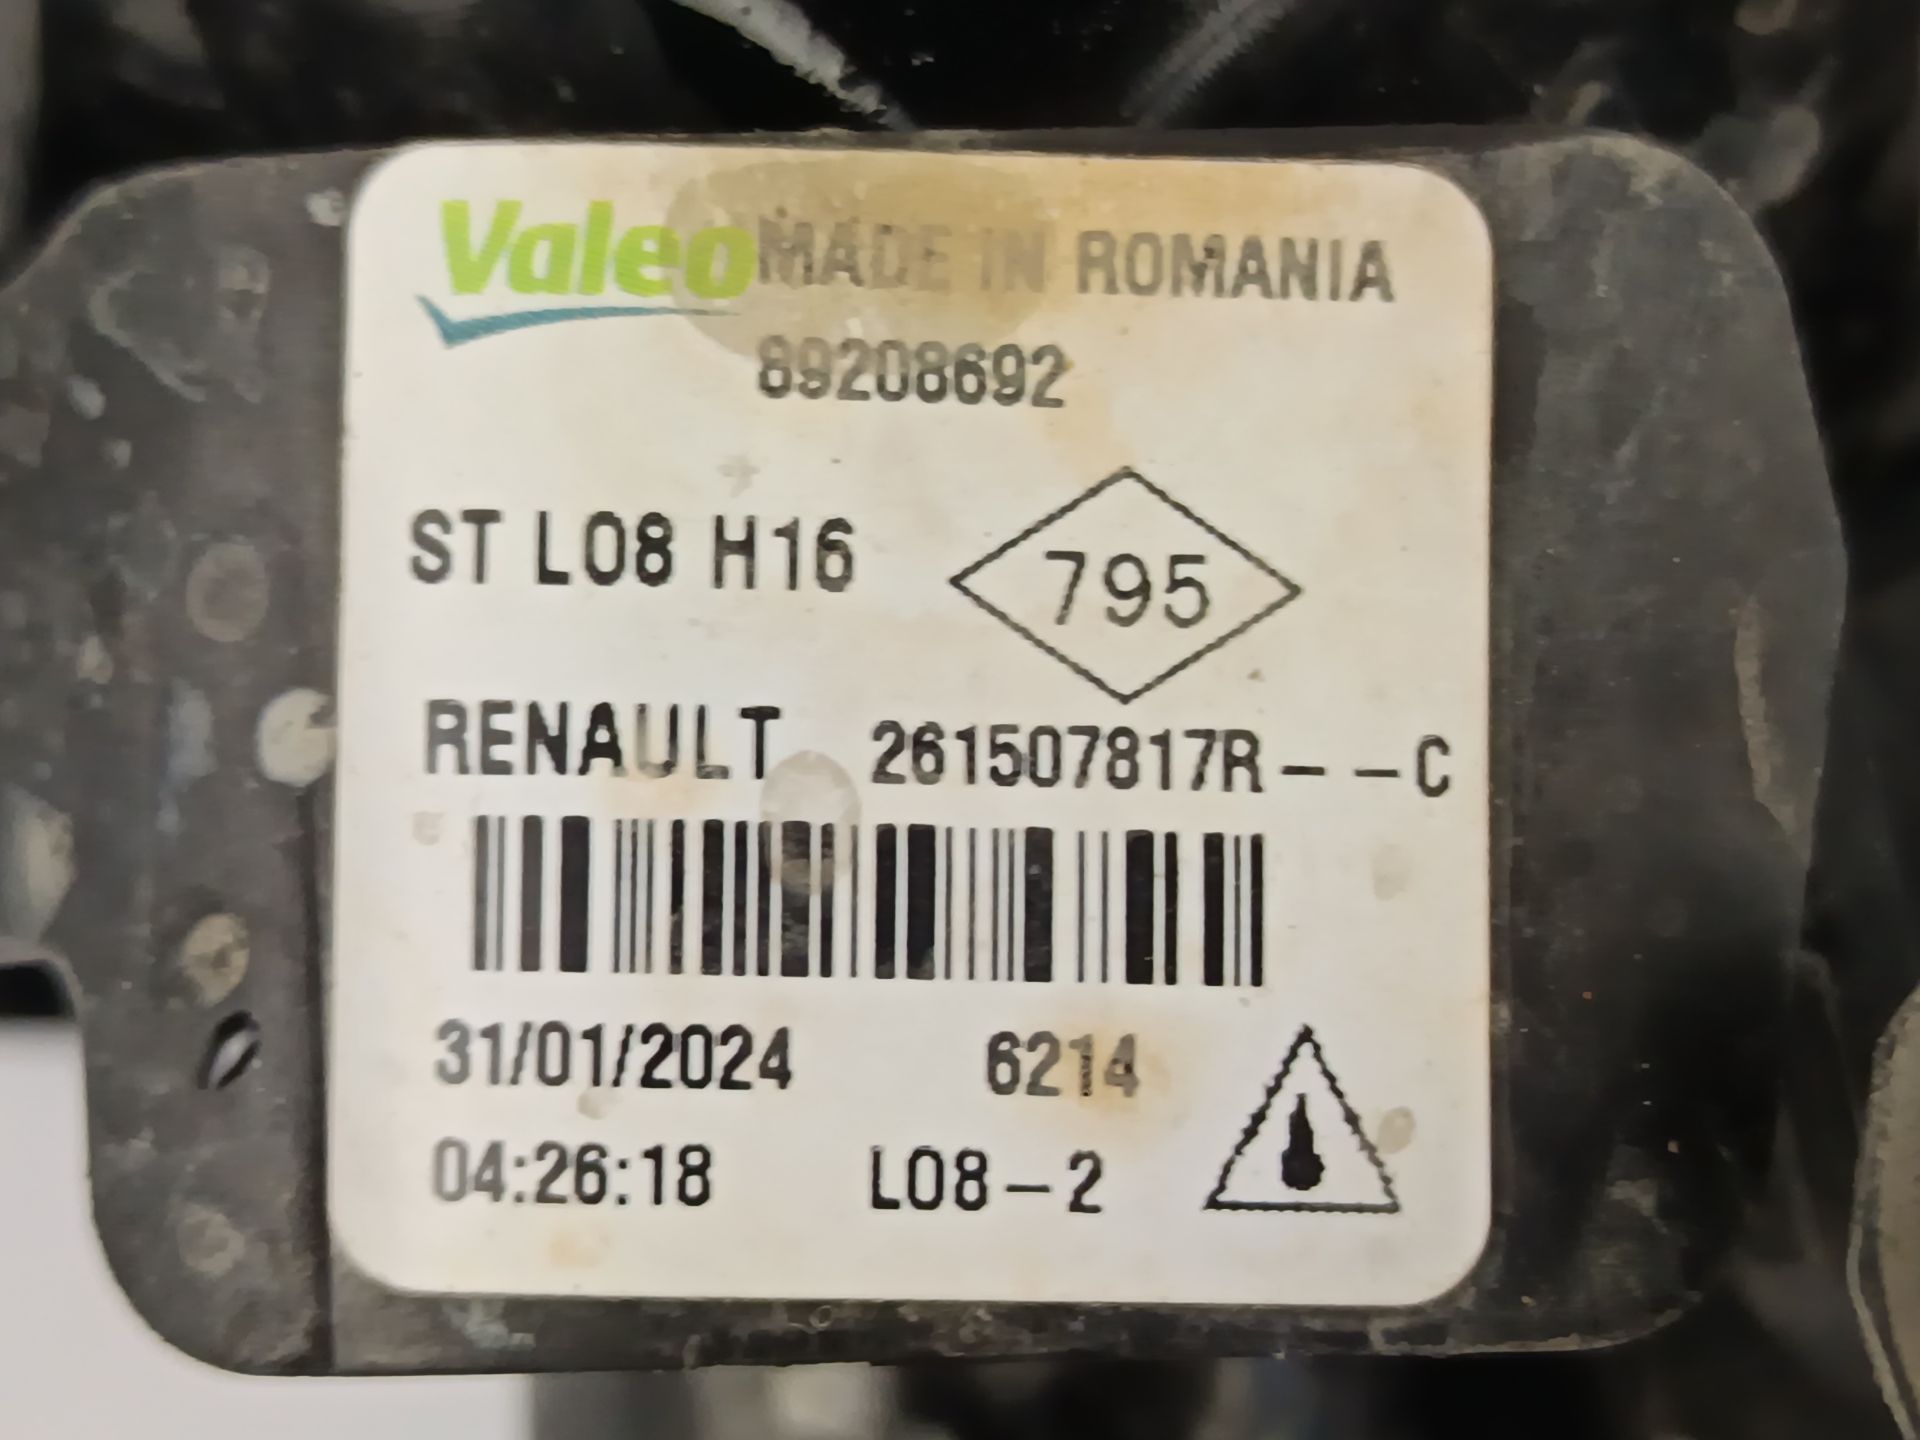 Valeo MADE IN ROMANIA
89208692
ST L08 H16 795
RENAULT 261507817R--C
31/01/2024 6214
04:26:18 L08-2